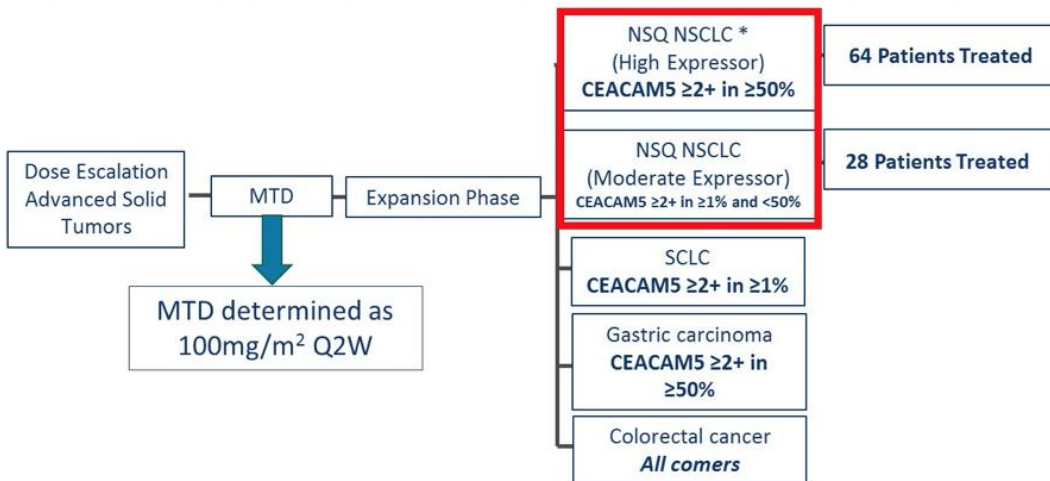 NSQ NSCLC *
(High Expressor)
CEACAM5 ≥2+ in ≥50%
64 Patients Treated
NSQ NSCLC
(Moderate Expressor)
CEACAM5 ≥2+ in ≥1% and <50%
28 Patients Treated
Dose Escalation
Advanced Solid
Tumors
MTD
Expansion Phase
MTD determined as
100mg/m² Q2W
SCLC
CEACAM5 ≥2+ in ≥1%
Gastric carcinoma
CEACAM5 ≥2+ in
≥50%
Colorectal cancer
All comers